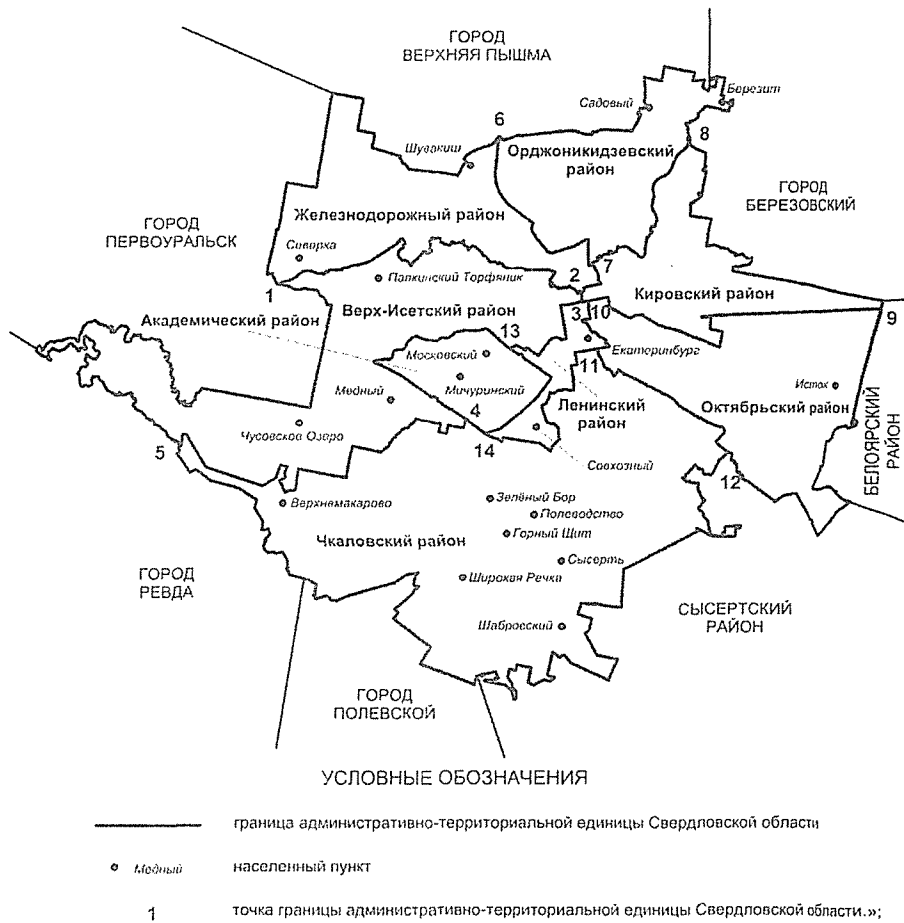 ГОРОД
ВЕРХНЯЯ ПЫШМА
Березит
Садовый
6
8
Шувакиш
Орджоникидзевский
район
ГОРОД
БЕРЕЗОВСКИЙ
Железнодорожный район
ГОРОД
ПЕРВОУРАЛЬСК
Северка
7
Палкинский Торфяник
2
1
Кировский район
Верх-Исетский район
3
10
9
Академический район
13
Московский
Екатеринбург
11
Мичуринский
Исток
Медный
4
Ленинский
район
Октябрьский район
БЕЛОЯРСКИЙ
РАЙОН
Чусовское Озеро
5
14
Совхозный
12
Верхнемакарово
Зелёный Бор
Полеводство
Горный Щит
Чкаловский район
Сысерть
Широкая Речка
ГОРОД
РЕВДА
СЫСЕРТСКИЙ
РАЙОН
Шабровский
ГОРОД
ПОЛЕВСКОЙ
УСЛОВНЫЕ ОБОЗНАЧЕНИЯ
граница административно-территориальной единицы Свердловской области
Медный населенный пункт
1 точка границы административно-территориальной единицы Свердловской области.»;